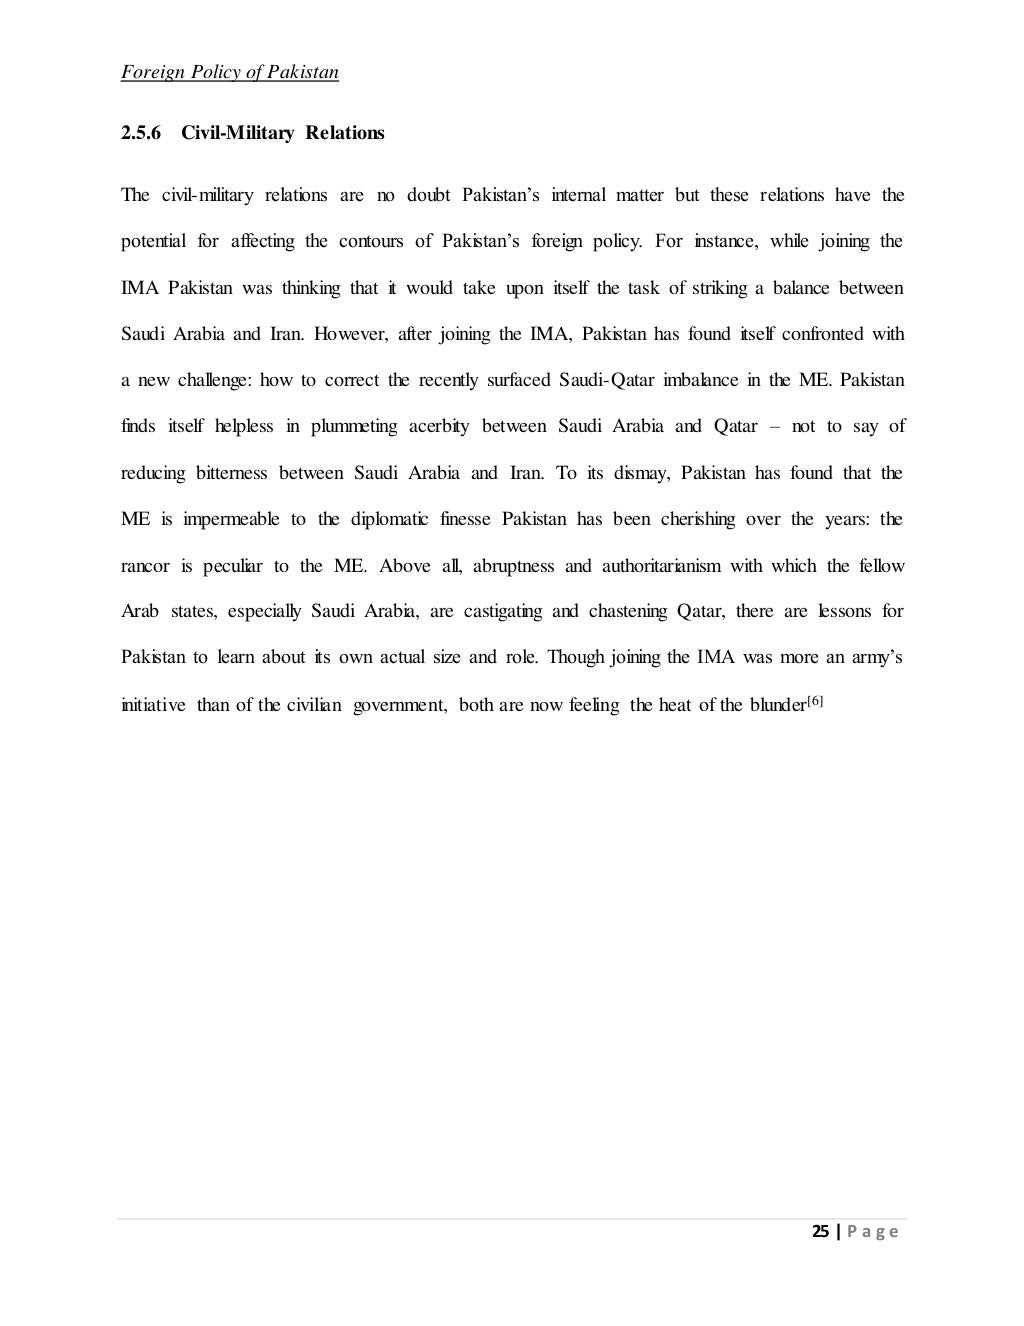 Foreign Policy of Pakistan
2.5.6 Civil-Military Relations
The civil-military relations are no doubt Pakistan’s internal matter but these relations have the
potential for affecting the contours of Pakistan’s foreign policy. For instance, while joining the
IMA Pakistan was thinking that it would take upon itself the task of striking a balance between
Saudi Arabia and Iran. However, after joining the IMA, Pakistan has found itself confronted with
a new challenge: how to correct the recently surfaced Saudi-Qatar imbalance in the ME. Pakistan
finds itself helpless in plummeting acerbity between Saudi Arabia and Qatar – not to say of
reducing bitterness between Saudi Arabia and Iran. To its dismay, Pakistan has found that the
ME is impermeable to the diplomatic finesse Pakistan has been cherishing over the years: the
rancor is peculiar to the ME. Above all, abruptness and authoritarianism with which the fellow
Arab states, especially Saudi Arabia, are castigating and chastening Qatar, there are lessons for
Pakistan to learn about its own actual size and role. Though joining the IMA was more an army’s
initiative than of the civilian government, both are now feeling the heat of the blunder[6]
25 | Page